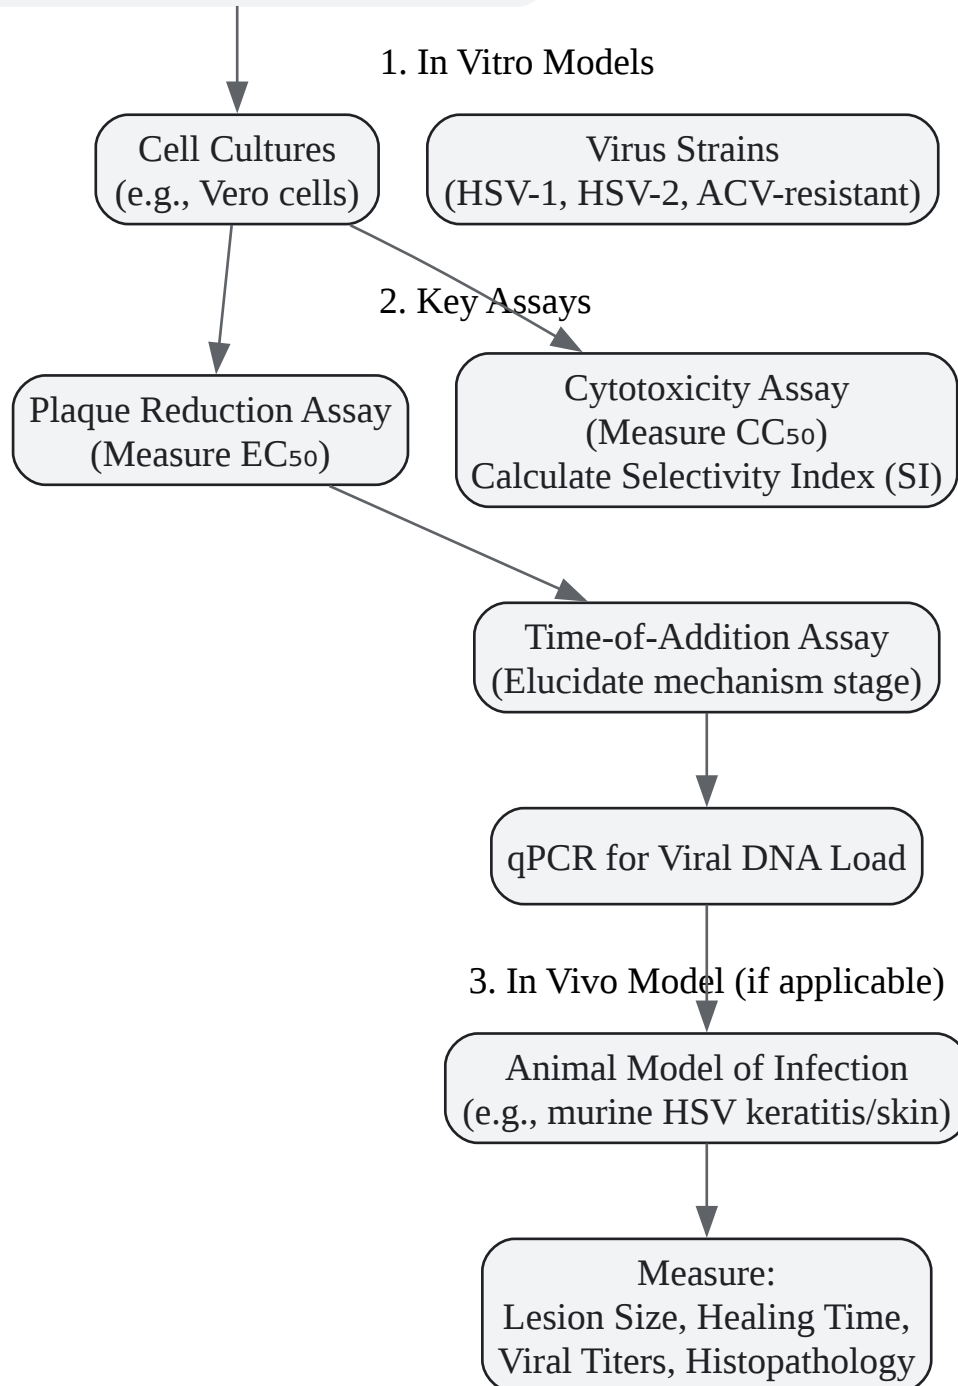 1. In Vitro Models
Cell Cultures
(e.g., Vero cells)
Virus Strains
(HSV-1, HSV-2, ACV-resistant)
2. Key Assays
Plaque Reduction Assay
(Measure EC₅₀)
Cytotoxicity Assay
(Measure CC₅₀)
Calculate Selectivity Index (SI)
Time-of-Addition Assay
(Elucidate mechanism stage)
qPCR for Viral DNA Load
3. In Vivo Model (if applicable)
Animal Model of Infection
(e.g., murine HSV keratitis/skin)
Measure:
Lesion Size, Healing Time,
Viral Titers, Histopathology